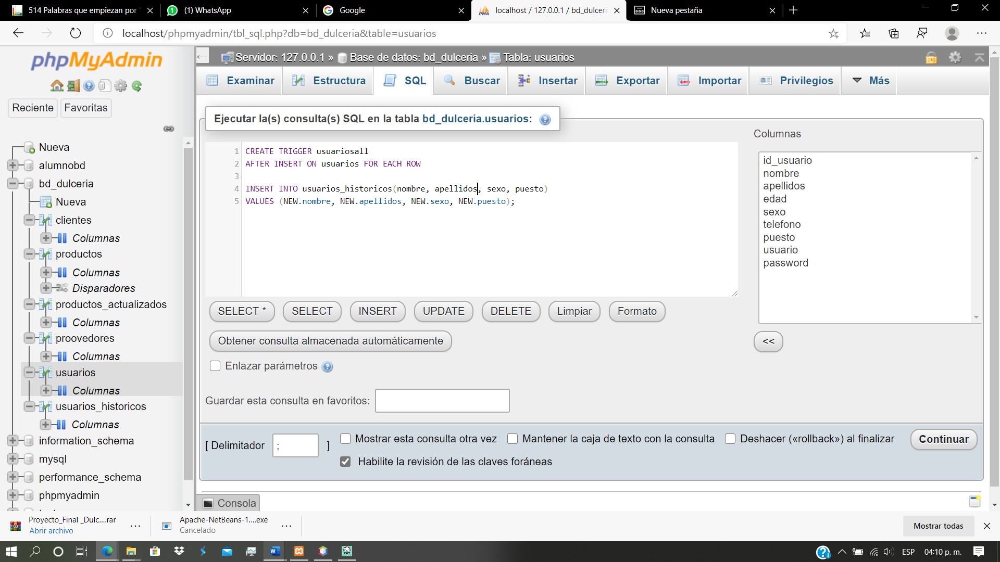 514 Palabras que empiezan por
(1) WhatsApp
Google
localhost / 127.0.0.1 / bd_dulceri
Nueva pestaña
localhost/phpmyadmin/tbl_sql.php?db=bd_dulceria&table=usuarios
phpMyAdmin
Reciente
Favoritas
Nueva
alumnobd
bd_dulceria
Nueva
clientes
Columnas
productos
Columnas
Disparadores
productos_actualizados
Columnas
proovedores
Columnas
usuarios
Columnas
usuarios_historicos
Columnas
information_schema
mysql
performance_schema
phpmyadmin
Servidor: 127.0.0.1 » Base de datos: bd_dulceria » Tabla: usuarios
Examinar
Estructura
SQL
Buscar
Insertar
Exportar
Importar
Privilegios
Más
Ejecutar la(s) consulta(s) SQL en la tabla bd_dulceria.usuarios:
1 CREATE TRIGGER usuariosall
2 AFTER INSERT ON usuarios FOR EACH ROW
3
4 INSERT INTO usuarios_historicos(nombre, apellidos, sexo, puesto)
5 VALUES (NEW.nombre, NEW.apellidos, NEW.sexo, NEW.puesto);
Columnas
id_usuario
nombre
apellidos
edad
sexo
telefono
puesto
usuario
password
<<
SELECT *
SELECT
INSERT
UPDATE
DELETE
Limpiar
Formato
Obtener consulta almacenada automáticamente
Enlazar parámetros
Guardar esta consulta en favoritos:
[ Delimitador ; ]
Mostrar esta consulta otra vez
Mantener la caja de texto con la consulta
Deshacer («rollback») al finalizar
Continuar
Habilite la revisión de las claves foráneas
Consola
Proyecto_Final _Dulc....rar
Abrir archivo
Apache-NetBeans-1....exe
Cancelado
Mostrar todas
ESP
04:10 p. m.